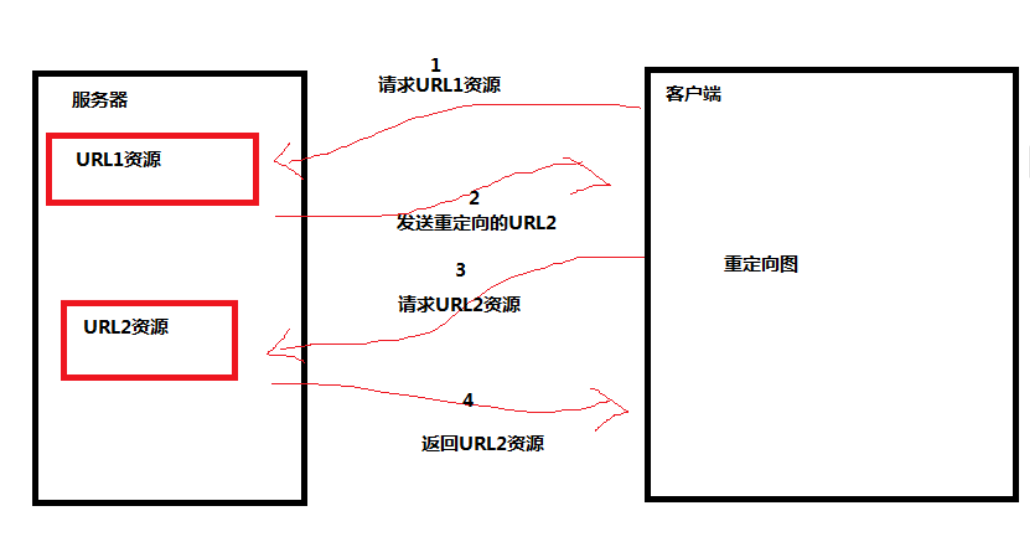 1
请求URL1资源
服务器
客户端
URL1资源
2
发送重定向的URL2
3
重定向图
请求URL2资源
URL2资源
4
返回URL2资源